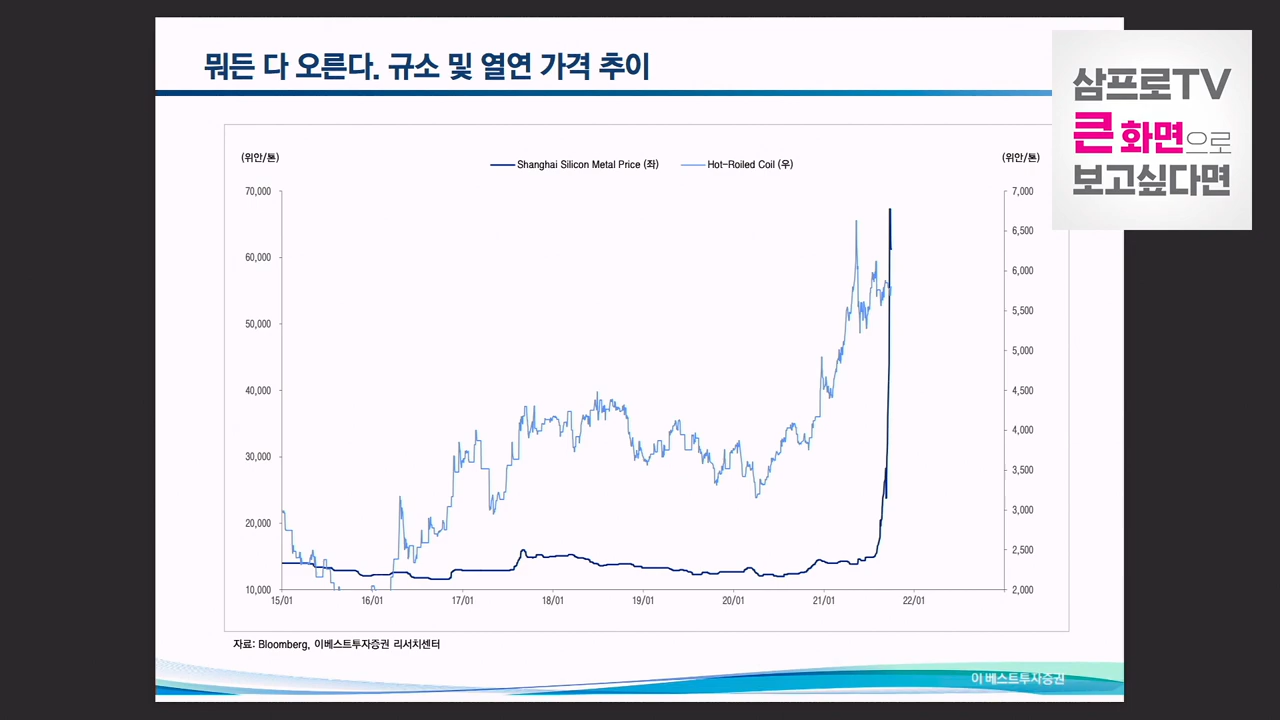 뭐든 다 오른다. 규소 및 열연 가격 추이
삼프로TV
큰 화면으로
보고싶다면
(위안/톤)
Shanghai Silicon Metal Price (좌)
Hot-Roiled Coil (우)
(위안/톤)
70,000
60,000
50,000
40,000
30,000
20,000
10,000
7,000
6,500
6,000
5,500
5,000
4,500
4,000
3,500
3,000
2,500
2,000
15/01
16/01
17/01
18/01
19/01
20/01
21/01
22/01
자료: Bloomberg, 이베스트투자증권 리서치센터
이베스트투자증권